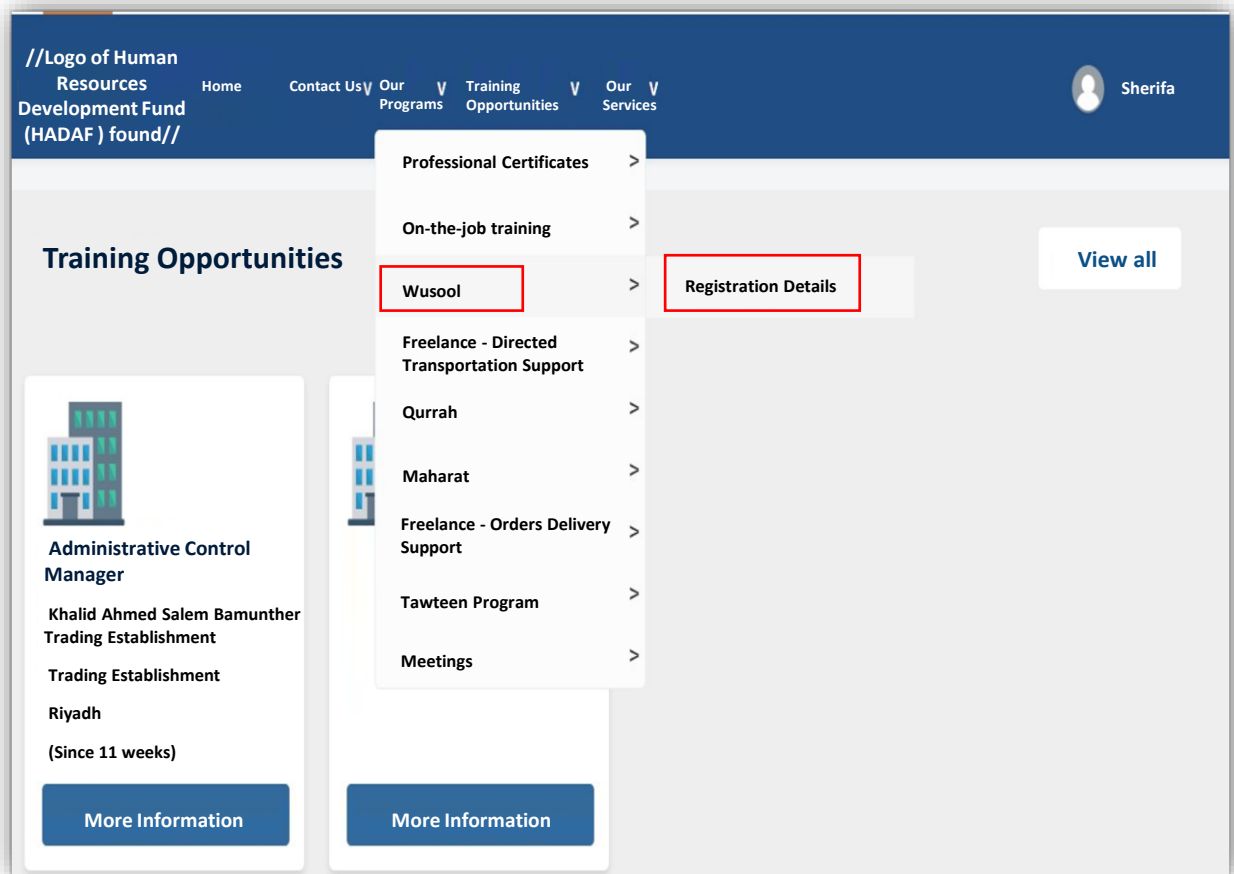 //Logo of Human
Resources
Development Fund
(HADAF ) found//
Home
Contact Us
Our
Programs
Training
Opportunities
Our
Services
Sherifa
Professional Certificates
On-the-job training
Wusool
Registration Details
Freelance - Directed
Transportation Support
Qurrah
Maharat
Freelance - Orders Delivery
Support
Tawteen Program
Meetings
Training Opportunities
View all
Administrative Control
Manager
Khalid Ahmed Salem Bamunther
Trading Establishment
Trading Establishment
Riyadh
(Since 11 weeks)
More Information
More Information